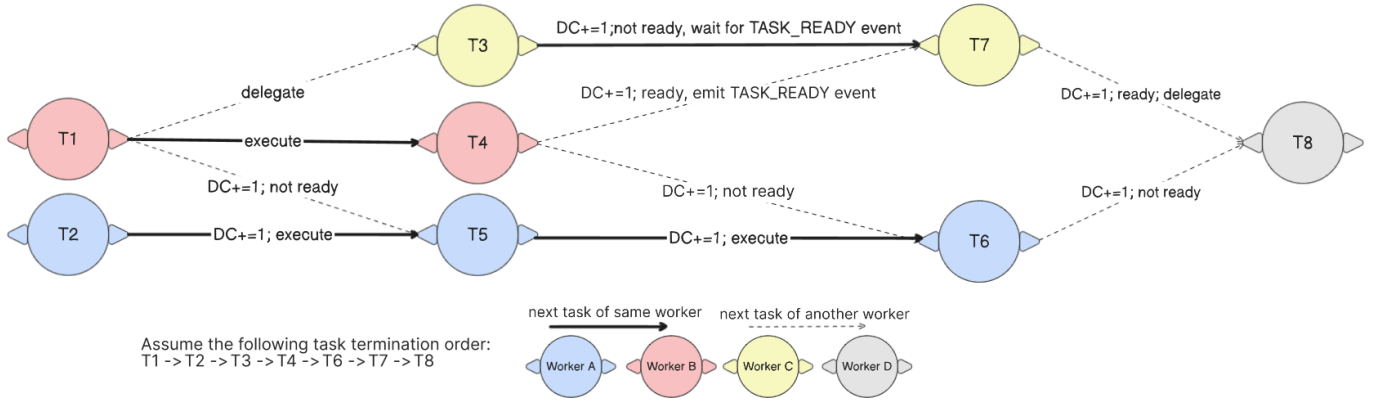 T3
DC+=1;not ready, wait for TASK_READY event
T7
delegate
DC+=1; ready, emit TASK_READY event
DC+=1; ready; delegate
T1
execute
T4
T8
DC+=1; not ready
DC+=1; not ready
DC+=1; not ready
T2
DC+=1; execute
T5
DC+=1; execute
T6
next task of same worker
next task of another worker
Assume the following task termination order:
T1 -> T2 -> T3 -> T4 -> T6 -> T7 -> T8
Worker A
Worker B
Worker C
Worker D